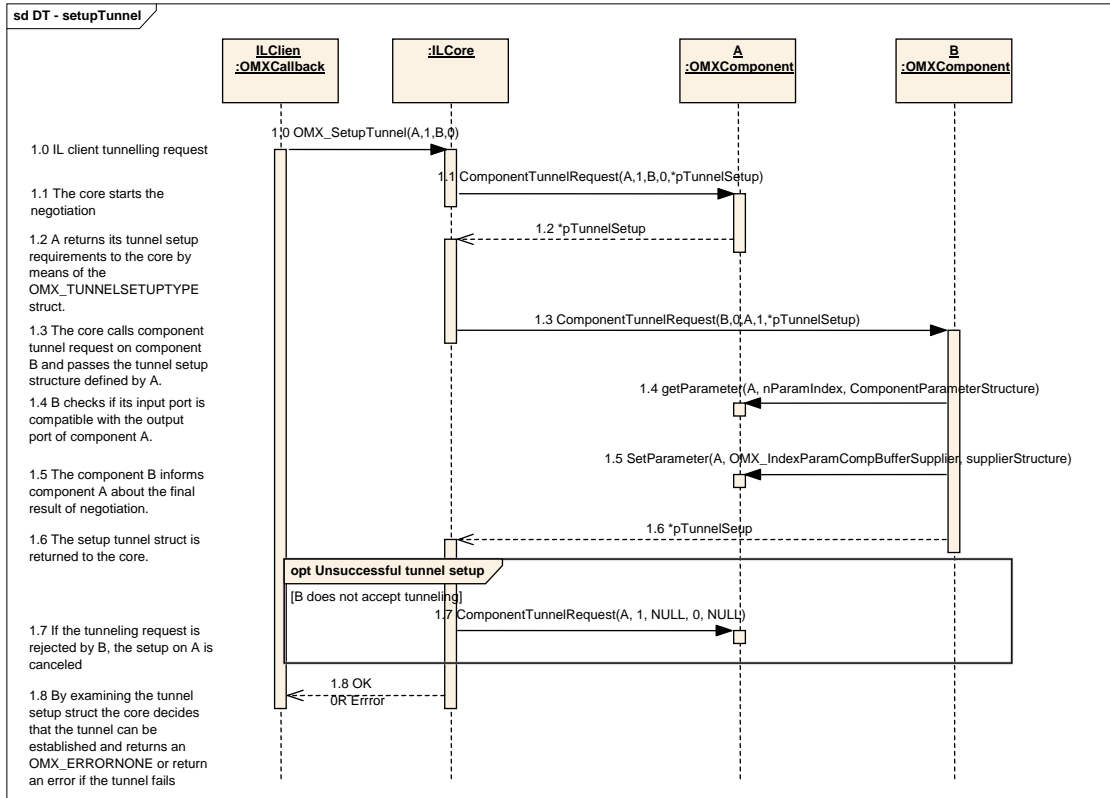 sd DT - setupTunnel
ILClien
:OMXCallback
:ILCore
A
:OMXComponent
B
:OMXComponent
1.0 OMX_SetupTunnel(A,1,B,0)
1.0 IL client tunnelling request
1.1 ComponentTunnelRequest(A,1,B,0,*pTunnelSetup)
1.1 The core starts the
negotiation
1.2 *pTunnelSetup
1.2 A returns its tunnel setup
requirements to the core by
means of the
OMX_TUNNELSETUPTYPE
struct.
1.3 ComponentTunnelRequest(B,0,A,1,*pTunnelSetup)
1.3 The core calls component
tunnel request on component
B and passes the tunnel setup
structure defined by A.
1.4 getParameter(A, nParamIndex, ComponentParameterStructure)
1.4 B checks if its input port is
compatible with the output
port of component A.
1.5 SetParameter(A, OMX_IndexParamCompBufferSupplier, supplierStructure)
1.5 The component B informs
component A about the final
result of negotiation.
1.6 *pTunnelSeup
1.6 The setup tunnel struct is
returned to the core.
opt Unsuccessful tunnel setup
[B does not accept tunneling]
1.7 ComponentTunnelRequest(A, 1, NULL, 0, NULL)
1.7 If the tunneling request is
rejected by B, the setup on A is
canceled
1.8 OK
0R Errror
1.8 By examining the tunnel
setup struct the core decides
that the tunnel can be
established and returns an
OMX_ERRORNONE or return
an error if the tunnel fails